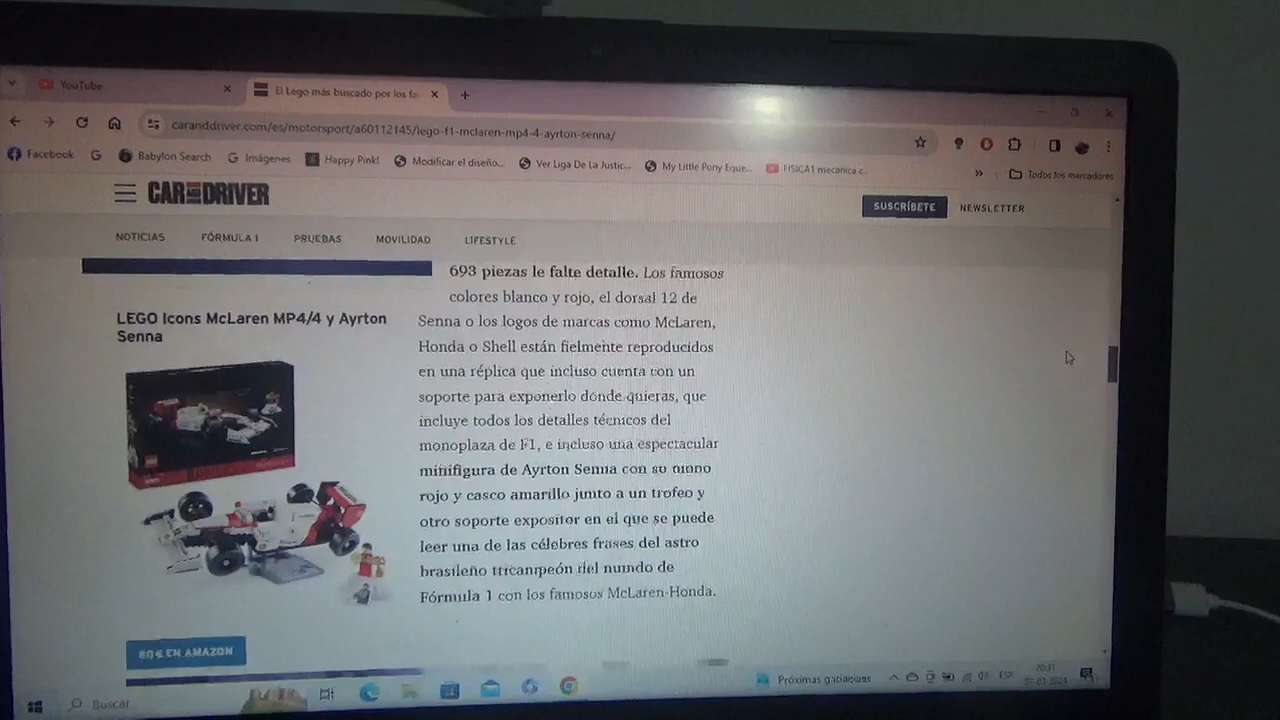 YouTube
El Lego más buscado por los fa
caranddriver.com/es/motorsport/a60112145/lego-f1-mclaren-mp4-4-ayrton-senna/
Facebook
Babylon Search
Imágenes
Happy Pink!
Modificar el diseño...
Ver Liga De La Justic...
My Little Pony Eque...
FISICA1 mecanica c..
»
Todos los marcadores
CAR AND DRIVER
SUSCRÍBETE
NEWSLETTER
NOTICIAS
FÓRMULA 1
PRUEBAS
MOVILIDAD
LIFESTYLE
LEGO Icons McLaren MP4/4 y Ayrton
Senna
80 € EN AMAZON
693 piezas le falte detalle. Los famosos
colores blanco y rojo, el dorsal 12 de
Senna o los logos de marcas como McLaren,
Honda o Shell están fielmente reproducidos
en una réplica que incluso cuenta con un
soporte para exponerlo donde quieras, que
incluye todos los detalles técnicos del
monoplaza de F1, e incluso una espectacular
minifigura de Ayrton Senna con su mono
rojo y casco amarillo junto a un trofeo y
otro soporte expositor en el que se puede
leer una de las célebres frases del astro
brasileño tricampeón del mundo de
Fórmula 1 con los famosos McLaren-Honda.
Buscar
Próximas ganancias
ESP
20:31